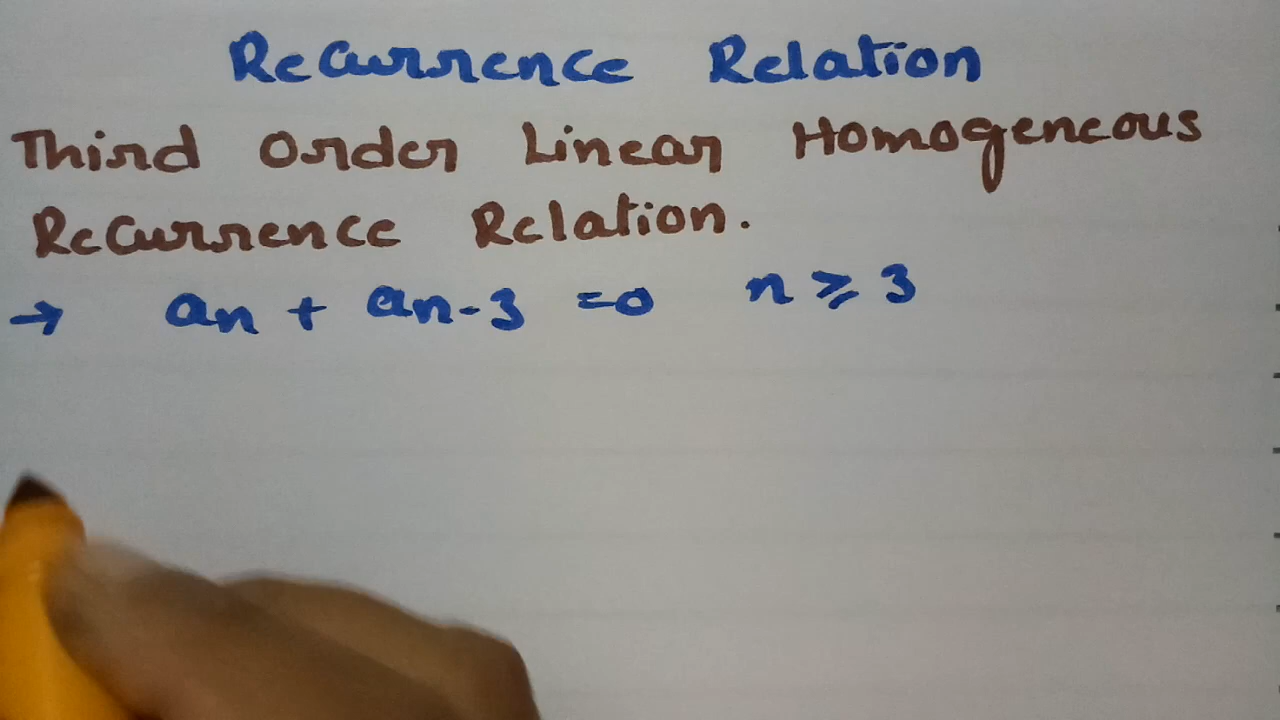 Recurrence Relation
Third Order Linear Homogeneous
Recurrence Relation.
→ an + an-3 =0 n ≥ 3